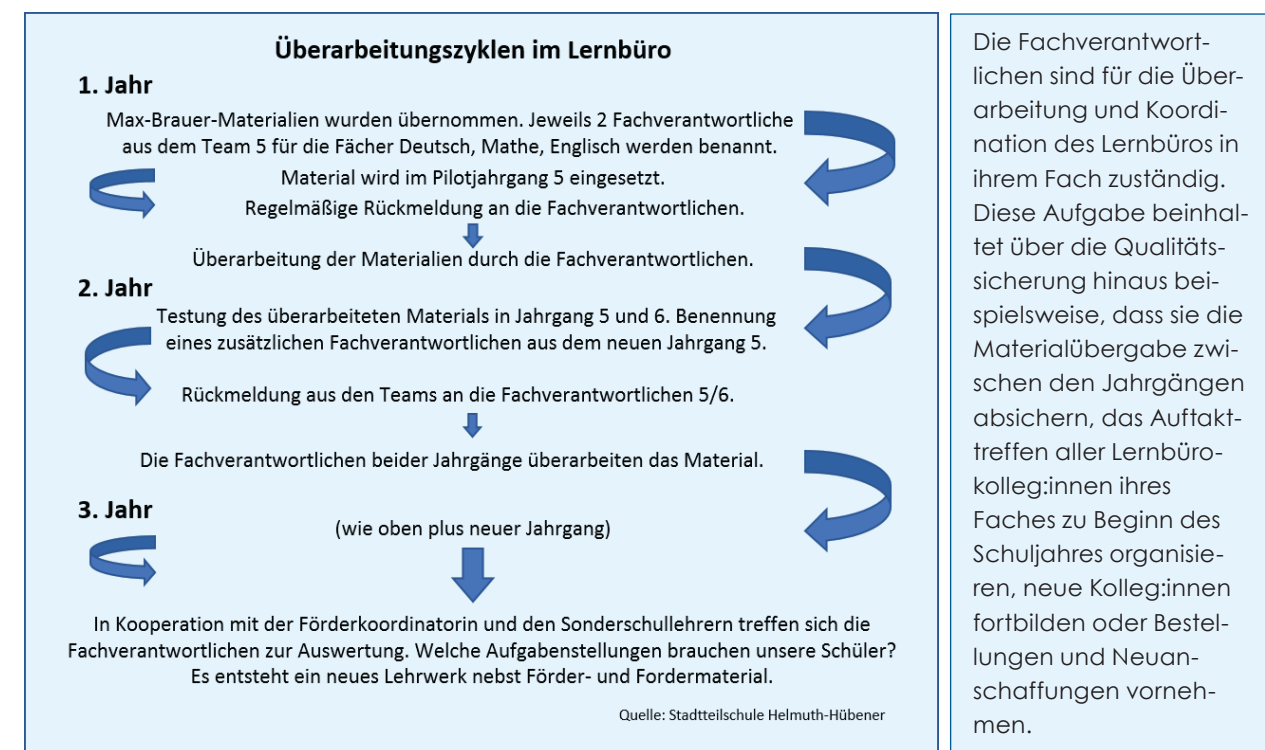 Überarbeitungszyklen im Lernbüro
1. Jahr
Max-Brauer-Materialien wurden übernommen. Jeweils 2 Fachverantwortliche
aus dem Team 5 für die Fächer Deutsch, Mathe, Englisch werden benannt.
Material wird im Pilotjahrgang 5 eingesetzt.
Regelmäßige Rückmeldung an die Fachverantwortlichen.
Überarbeitung der Materialien durch die Fachverantwortlichen.
2. Jahr
Testung des überarbeiteten Materials in Jahrgang 5 und 6. Benennung
eines zusätzlichen Fachverantwortlichen aus dem neuen Jahrgang 5.
Rückmeldung aus den Teams an die Fachverantwortlichen 5/6.
Die Fachverantwortlichen beider Jahrgänge überarbeiten das Material.
3. Jahr
(wie oben plus neuer Jahrgang)
In Kooperation mit der Förderkoordinatorin und den Sonderschullehrern treffen sich die
Fachverantwortlichen zur Auswertung. Welche Aufgabenstellungen brauchen unsere Schüler?
Es entsteht ein neues Lehrwerk nebst Förder- und Fordermaterial.
Quelle: Stadtteilschule Helmuth-Hübener
Die Fachverantwort-
lichen sind für die Über-
arbeitung und Koordi-
nation des Lernbüros in
ihrem Fach zuständig.
Diese Aufgabe beinhal-
tet über die Qualitäts-
sicherung hinaus bei-
spielsweise, dass sie die
Materialübergabe zwi-
schen den Jahrgängen
absichern, das Auftakt-
treffen aller Lernbüro-
kolleg:innen ihres
Faches zu Beginn des
Schuljahres organisie-
ren, neue Kolleg:innen
fortbilden oder Bestel-
lungen und Neuan-
schaffungen vorneh-
men.